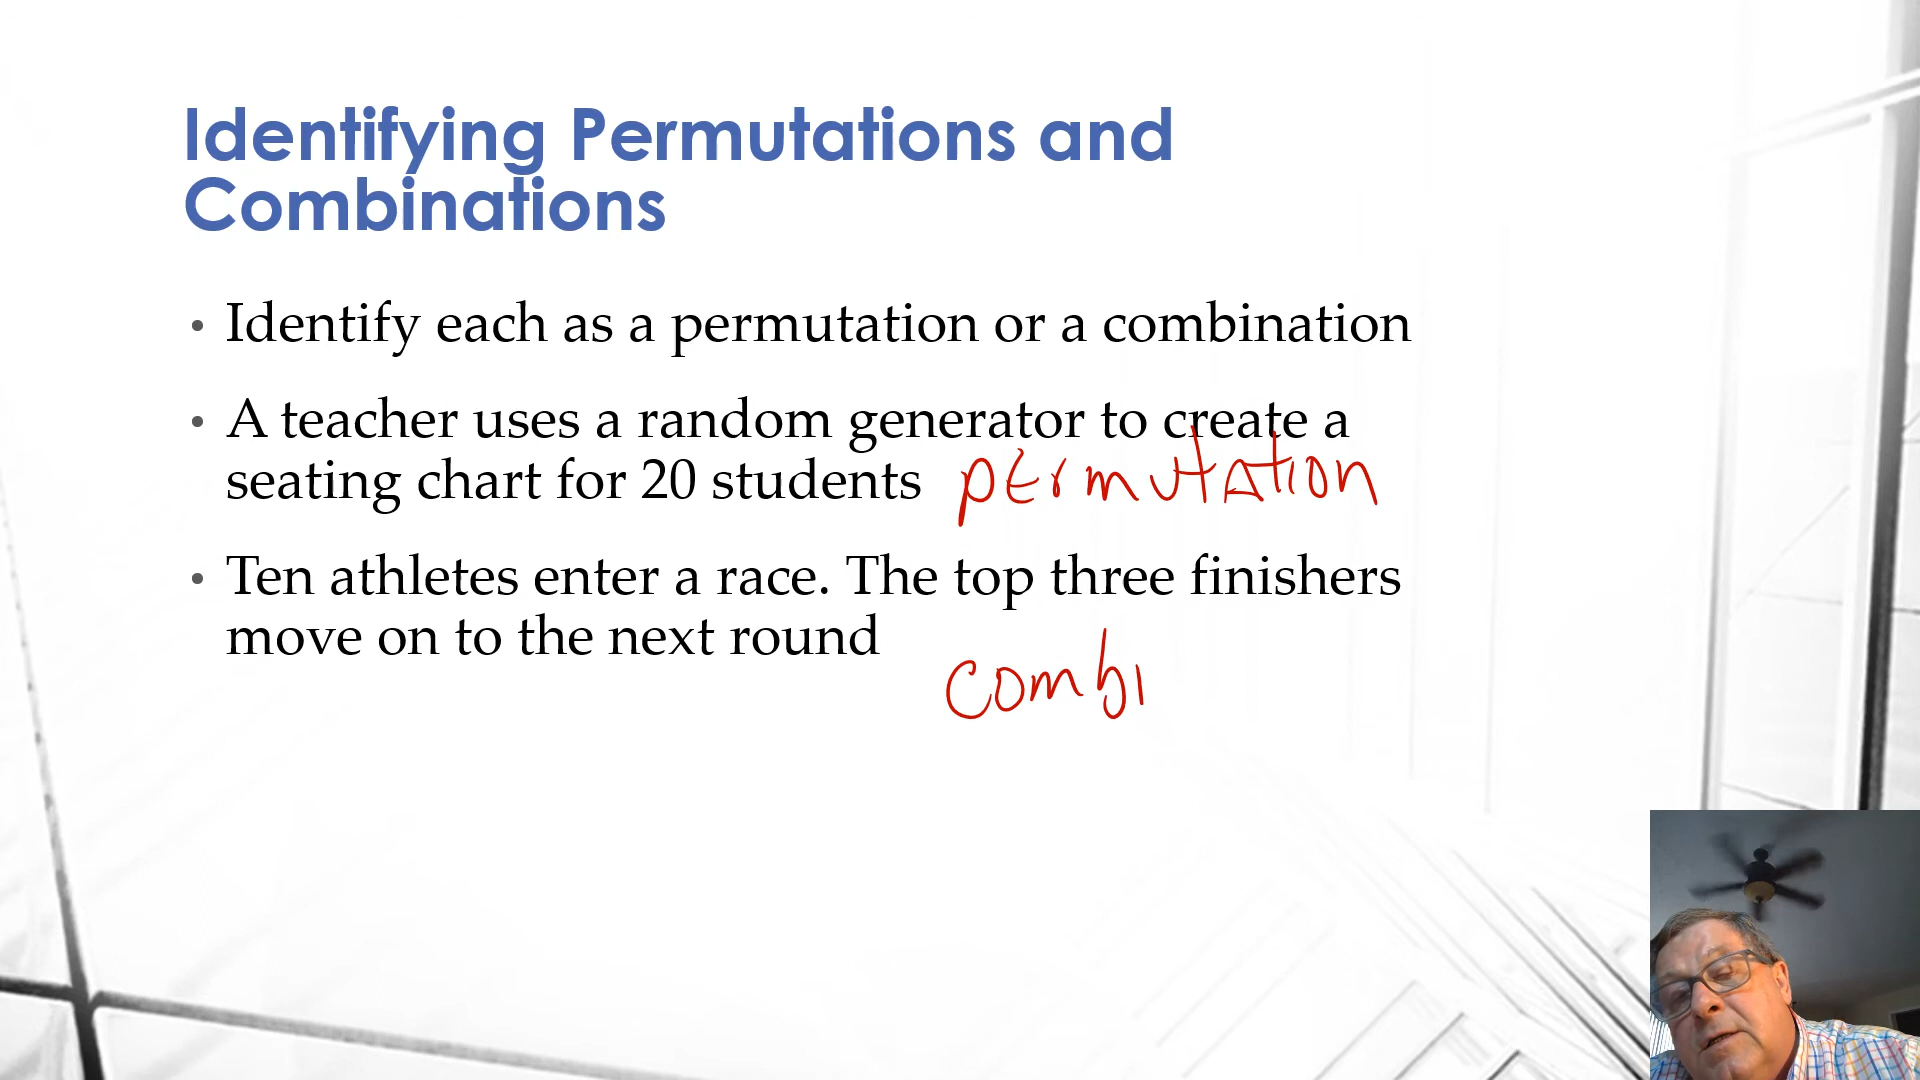 Identifying Permutations and
Combinations
• Identify each as a permutation or a combination
• A teacher uses a random generator to create a
seating chart for 20 students permutation
• Ten athletes enter a race. The top three finishers
move on to the next round
combi